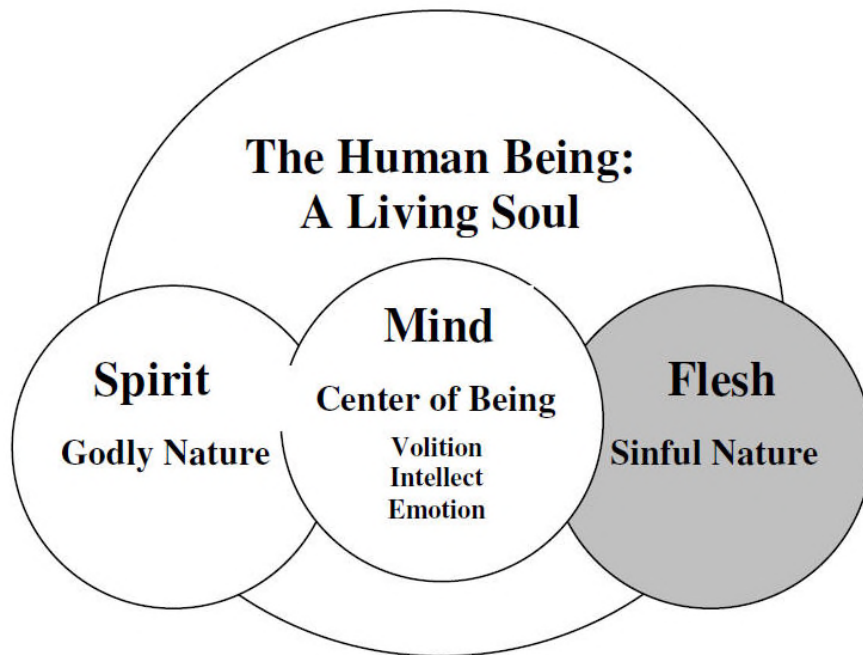 The Human Being:
A Living Soul
Spirit
Godly Nature
Mind
Center of Being
Volition
Intellect
Emotion
Flesh
Sinful Nature